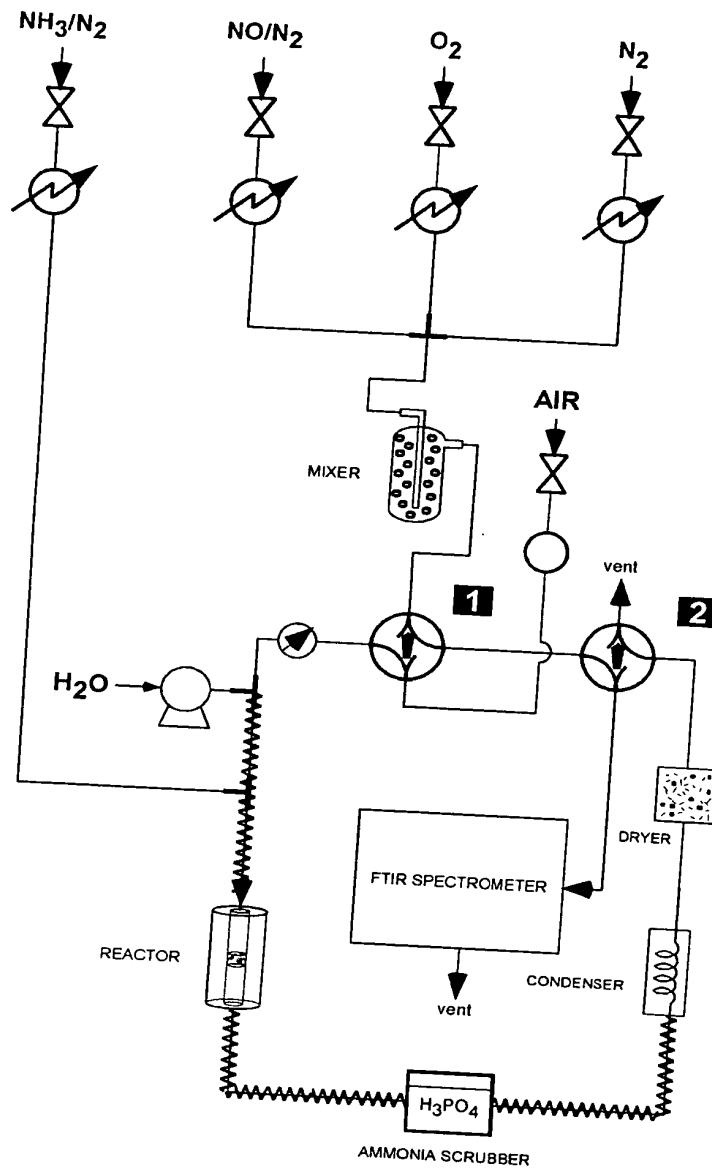 NH3/N2
NO/N2
O2
N2
AIR
MIXER
vent
1
2
H2O
DRYER
FTIR SPECTROMETER
REACTOR
CONDENSER
vent
H3PO4
AMMONIA SCRUBBER